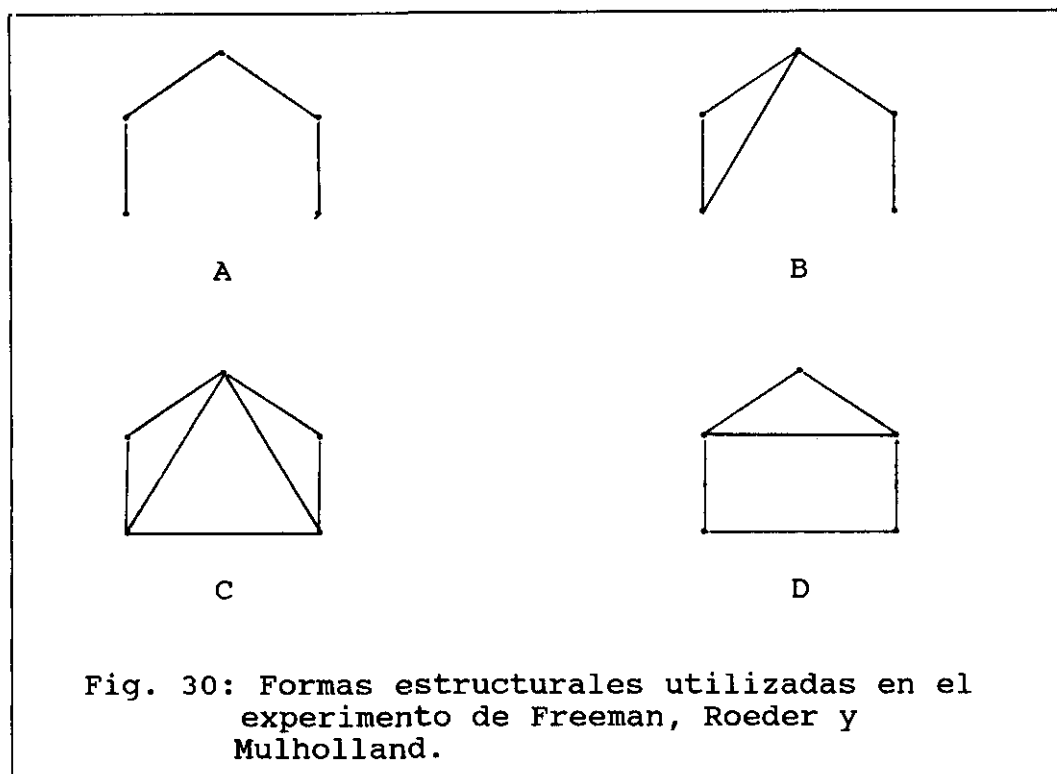 A
B
C
D
Fig. 30: Formas estructurales utilizadas en el
experimento de Freeman, Roeder y
Mulholland.